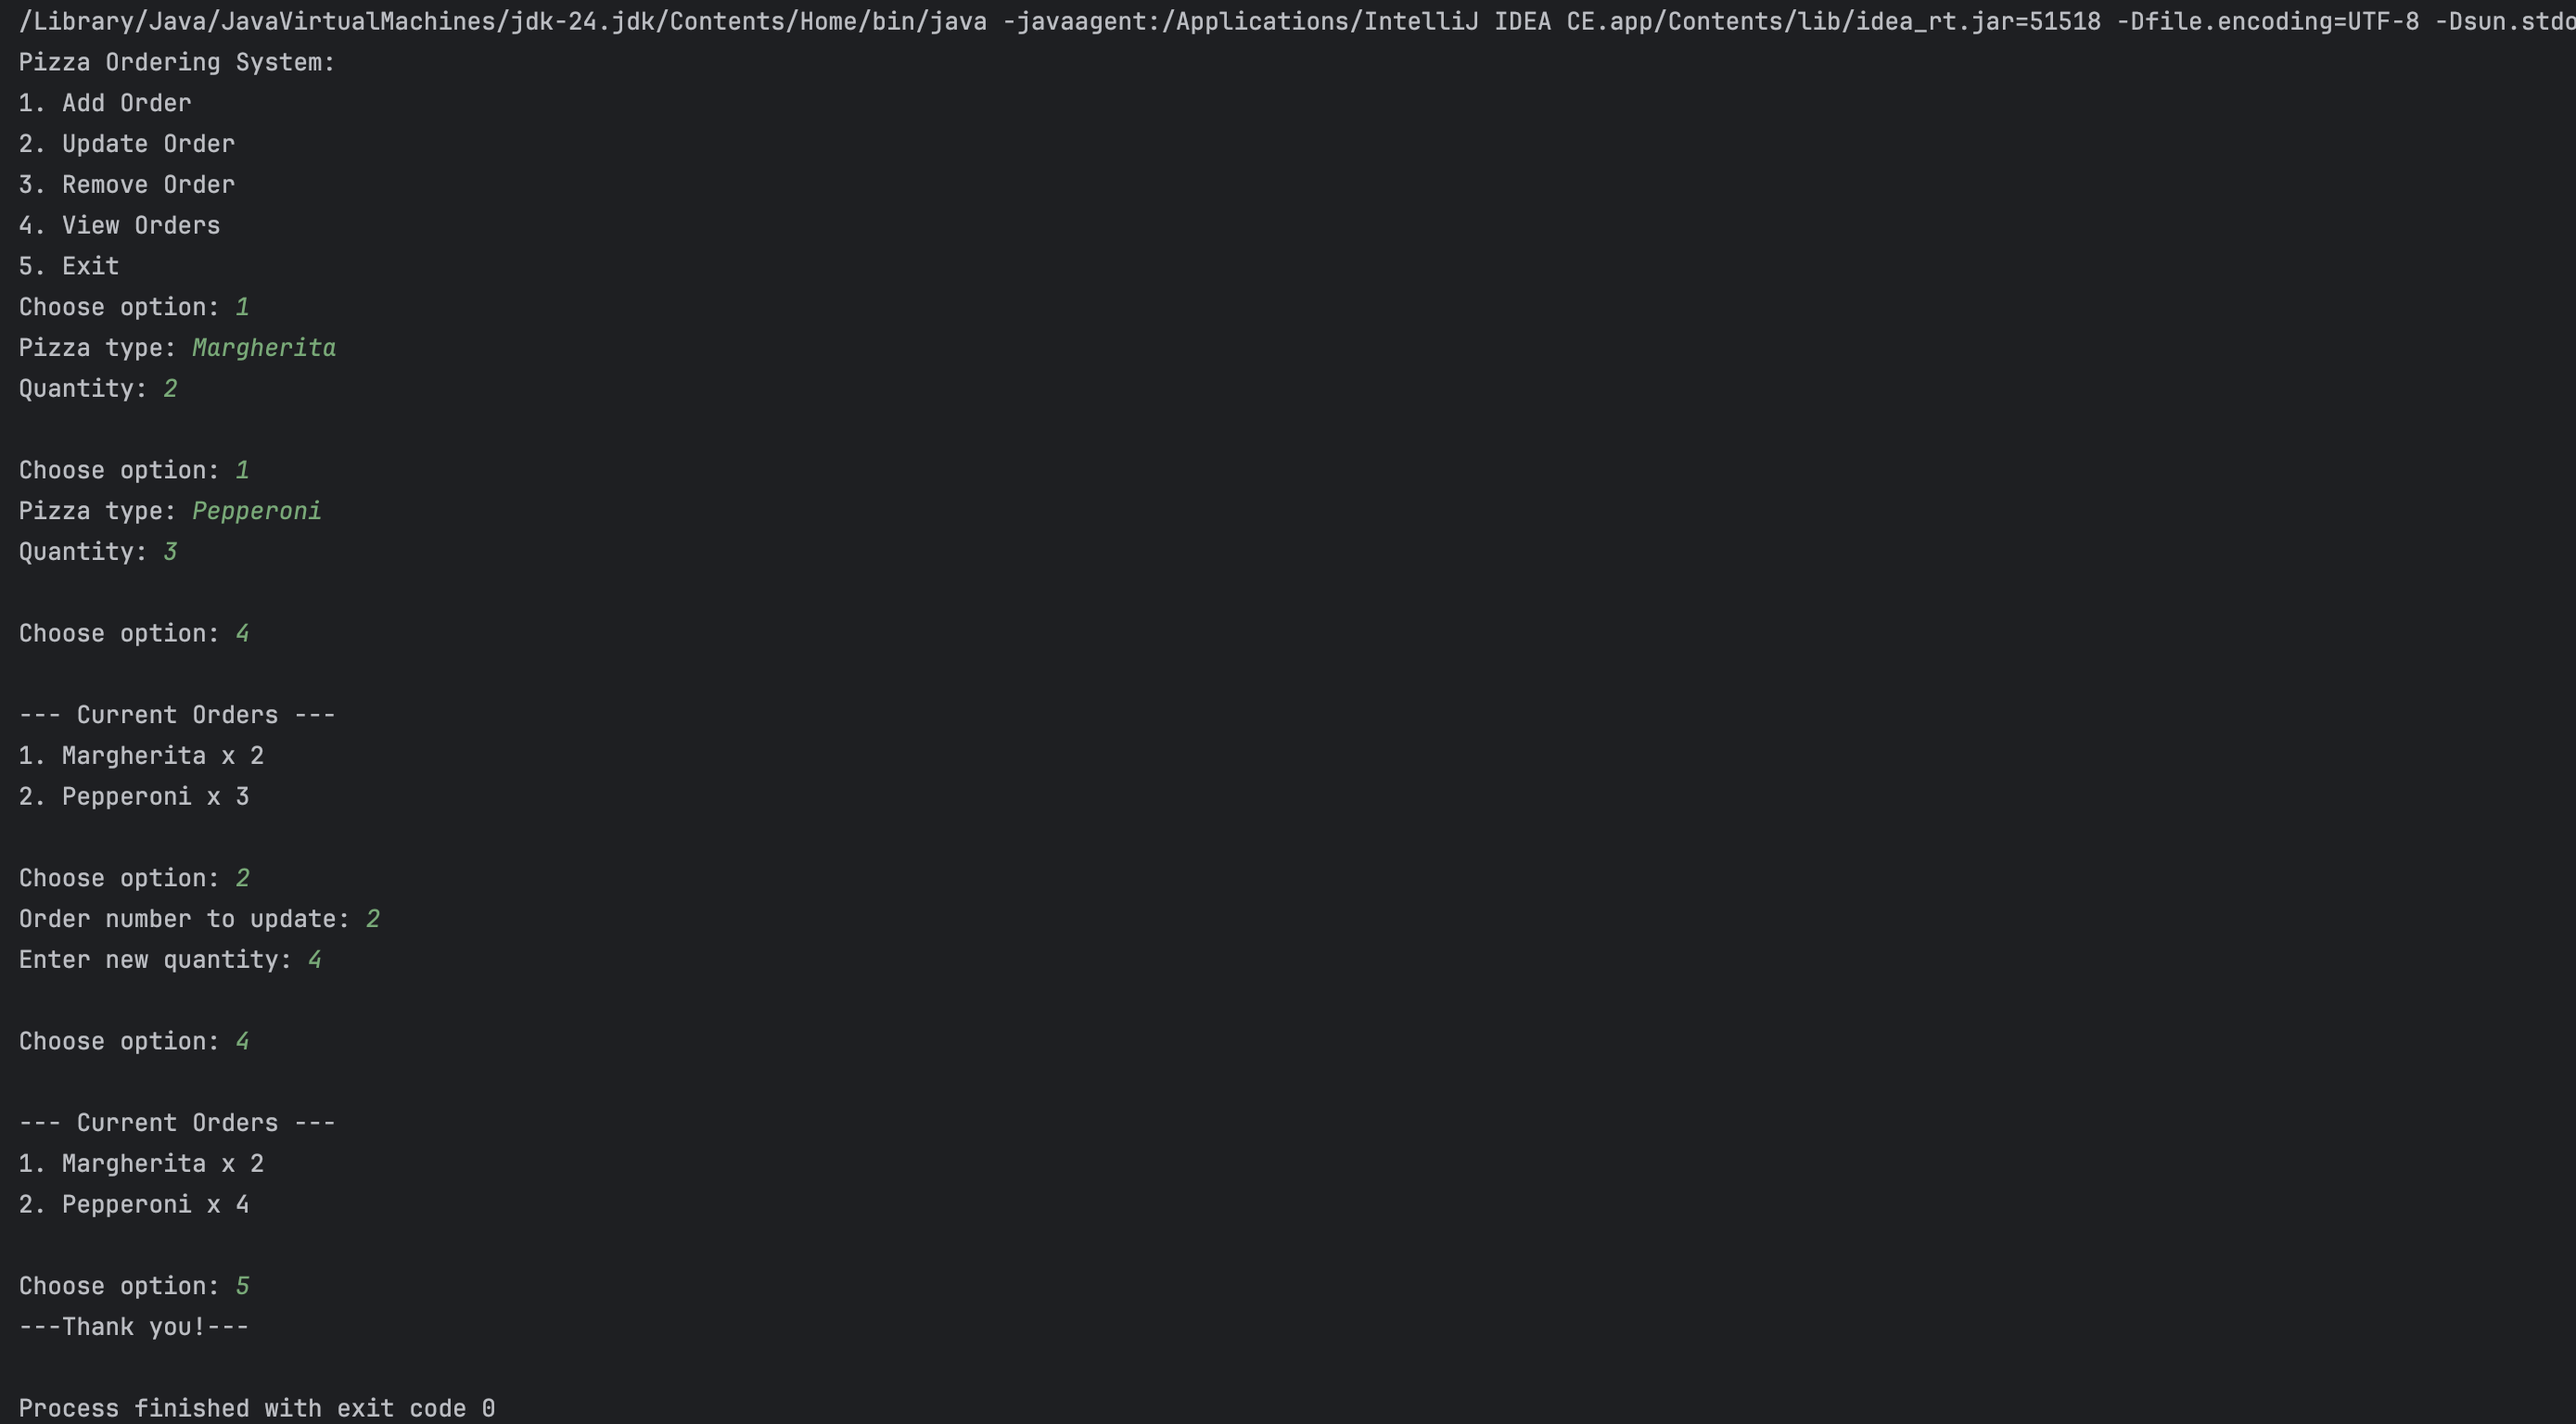 /Library/Java/JavaVirtualMachines/jdk-24.jdk/Contents/Home/bin/java -javaagent:/Applications/IntelliJ IDEA CE.app/Contents/lib/idea_rt.jar=51518 -Dfile.encoding=UTF-8 -Dsun.stdo
Pizza Ordering System:
1. Add Order
2. Update Order
3. Remove Order
4. View Orders
5. Exit
Choose option: 1
Pizza type: Margherita
Quantity: 2
Choose option: 1
Pizza type: Pepperoni
Quantity: 3
Choose option: 4
--- Current Orders ---
1. Margherita x 2
2. Pepperoni x 3
Choose option: 2
Order number to update: 2
Enter new quantity: 4
Choose option: 4
--- Current Orders ---
1. Margherita x 2
2. Pepperoni x 4
Choose option: 5
---Thank you!---
Process finished with exit code 0